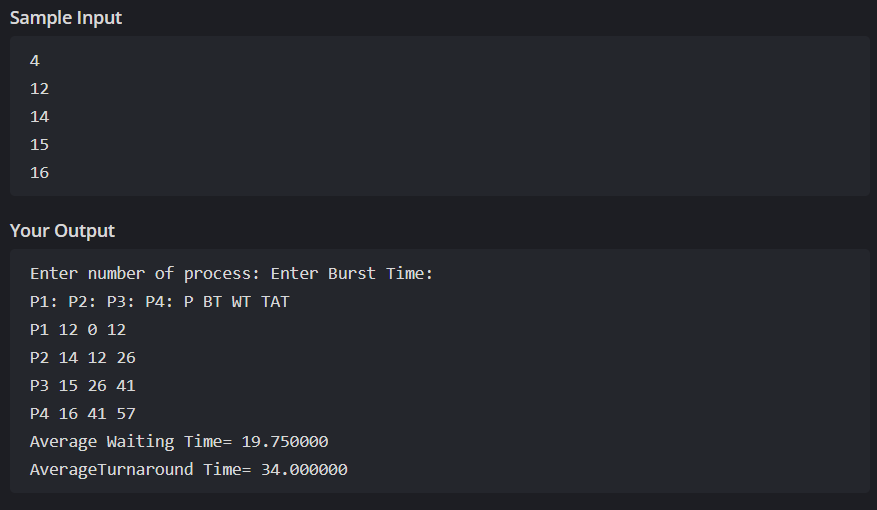 Sample Input
4
12
14
15
16
Your Output
Enter number of process: Enter Burst Time:
P1: P2: P3: P4: P BT WT TAT
P1 12 0 12
P2 14 12 26
P3 15 26 41
P4 16 41 57
Average Waiting Time= 19.750000
AverageTurnaround Time= 34.000000